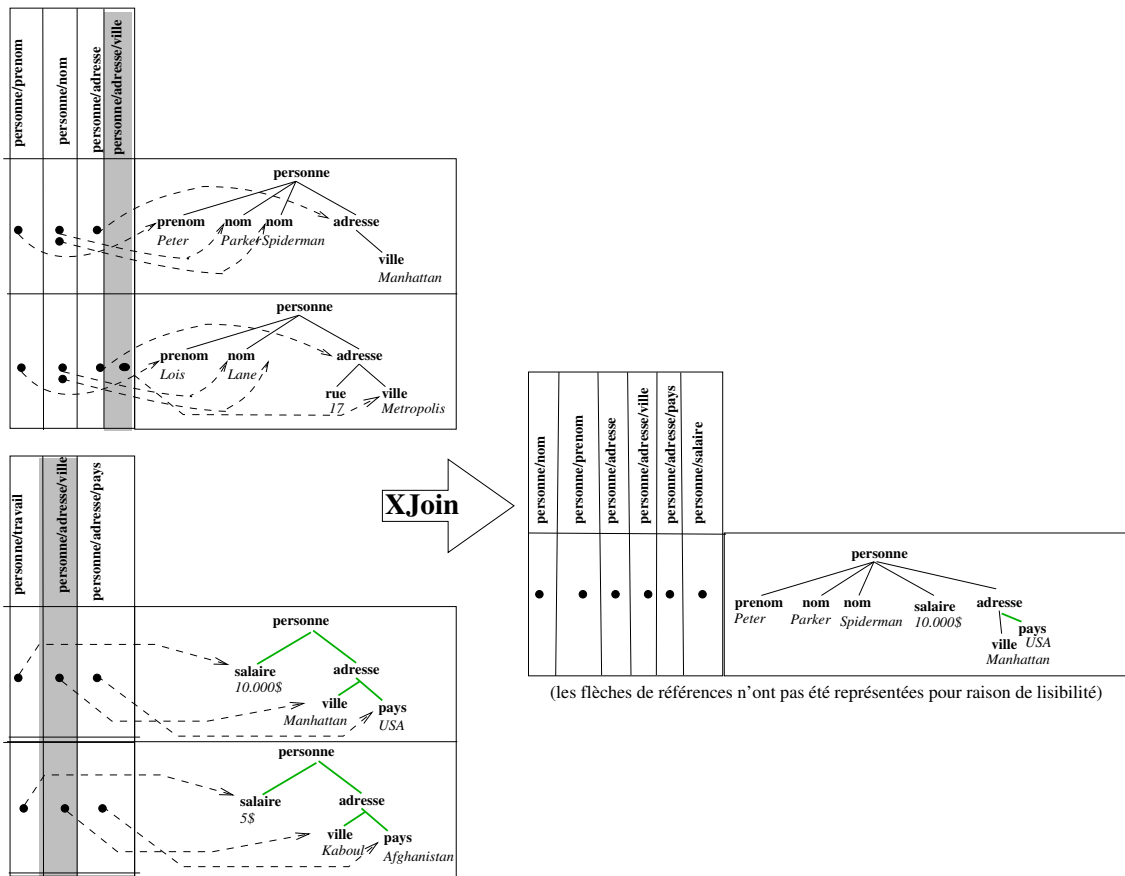 personne/prenom
personne/nom
personne/adresse
personne/adresse/ville
personne
prenom nom nom adresse
Peter Parker Spiderman
ville
Manhattan
personne
prenom nom adresse
Lois Lane
rue ville
17 Metropolis
personne/travail
personne/adresse/ville
personne/adresse/pays
personne
salaire adresse
10.000$
ville pays
Manhattan USA
personne
salaire adresse
5$
ville pays
Kaboul Afghanistan
XJoin
personne/nom
personne/prenom
personne/adresse
personne/adresse/ville
personne/adresse/pays
personne/salaire
personne
prenom nom nom salaire adresse
Peter Parker Spiderman 10.000$
ville pays
Manhattan USA
(les flèches de références n'ont pas été représentées pour raison de lisibilité)